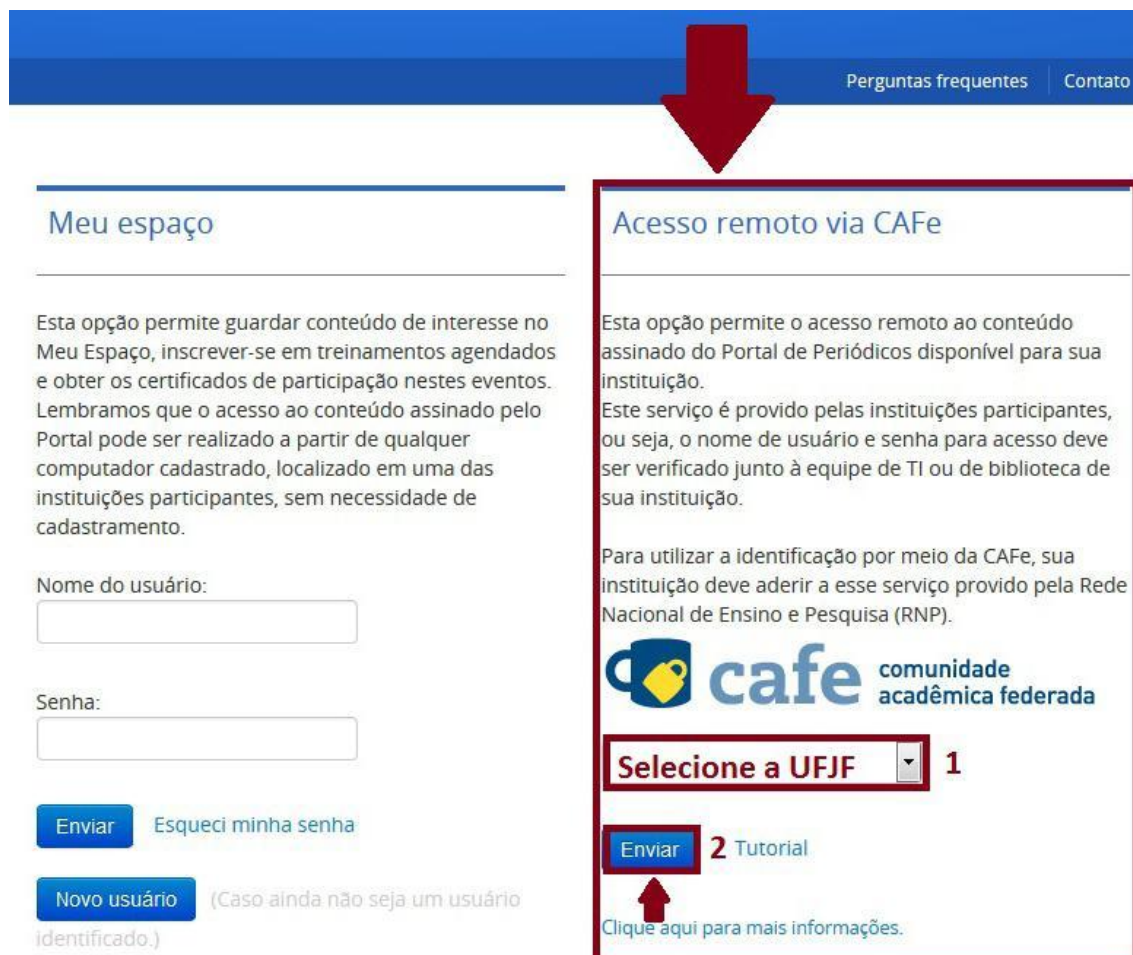 Perguntas frequentes
Contato
Meu espaço
Esta opção permite guardar conteúdo de interesse no
Meu Espaço, inscrever-se em treinamentos agendados
e obter os certificados de participação nestes eventos.
Lembramos que o acesso ao conteúdo assinado pelo
Portal pode ser realizado a partir de qualquer
computador cadastrado, localizado em uma das
instituições participantes, sem necessidade de
cadastramento.
Nome do usuário:
Senha:
Enviar Esqueci minha senha
Novo usuário (Caso ainda não seja um usuário
identificado.)
Acesso remoto via CAFe
Esta opção permite o acesso remoto ao conteúdo
assinado do Portal de Periódicos disponível para sua
instituição.
Este serviço é provido pelas instituições participantes,
ou seja, o nome de usuário e senha para acesso deve
ser verificado junto à equipe de TI ou de biblioteca de
sua instituição.
Para utilizar a identificação por meio da CAFe, sua
instituição deve aderir a esse serviço provido pela Rede
Nacional de Ensino e Pesquisa (RNP).
cafe
comunidade
acadêmica federada
Selecione a UFJF 1
Enviar 2 Tutorial
Clique aqui para mais informações.